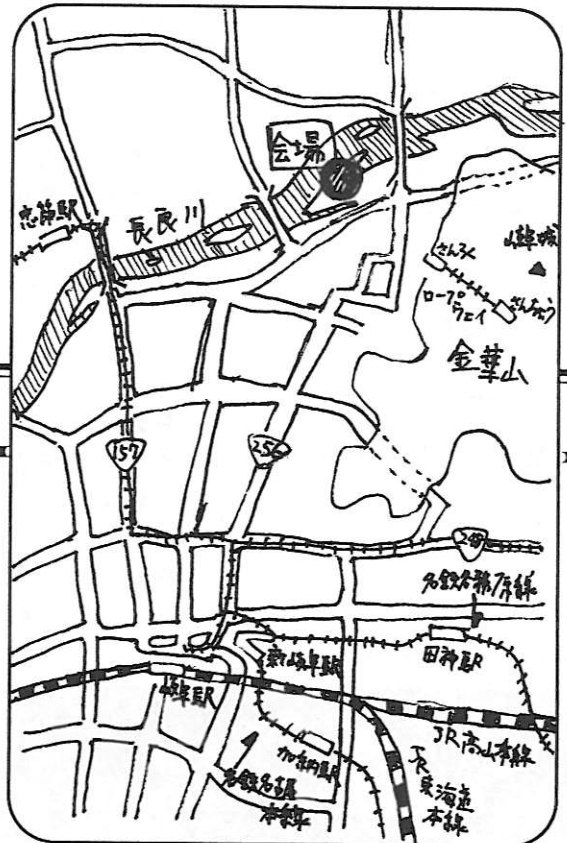 会場
忠節駅
長良川
岐阜城
さんろく
ロープ
ウェイ
さんちょう
金華山
157
256
248
名鉄各務原線
新岐阜駅
田神駅
岐阜駅
JR高山本線
加納駅
名鉄名古屋
本線
JR
東海道
本線